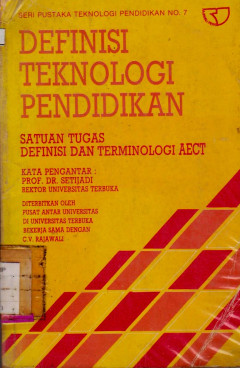 SERI PUSTAKA TEKNOLOGI PENDIDIKAN NO. 7
DEFINISI
TEKNOLOGI
PENDIDIKAN
SATUAN TUGAS
DEFINISI DAN TERMINOLOGI AECT
KATA PENGANTAR :
PROF. DR. SETIJADI
REKTOR UNIVERSITAS TERBUKA
DITERBITKAN OLEH
PUSAT ANTAR UNIVERSITAS
DI UNIVERSITAS TERBUKA
BEKERJA SAMA DENGAN
C.V. RAJAWALI